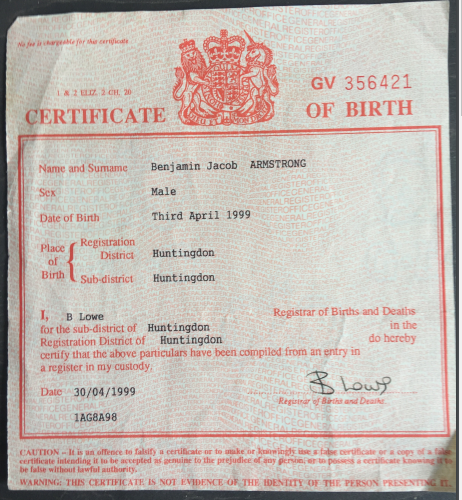 No fee is chargeable for this certificate
1 & 2 ELIZ. 2 CH. 20
GV 356421
CERTIFICATE OF BIRTH
Name and Surname Benjamin Jacob ARMSTRONG
Sex Male
Date of Birth Third April 1999
Place of Birth { Registration District Huntingdon
Sub-district Huntingdon
I, B Lowe Registrar of Births and Deaths
for the sub-district of Huntingdon in the
Registration District of Huntingdon do hereby
certify that the above particulars have been compiled from an entry in
a register in my custody.
Date 30/04/1999 B Lowe
Registrar of Births and Deaths
1AG8A98
CAUTION – It is an offence to falsify a certificate or to make or knowingly use a false certificate or a copy of a false
certificate intending it to be accepted as genuine to the prejudice of any person, or to possess a certificate knowing it to
be false without lawful authority.
WARNING: THIS CERTIFICATE IS NOT EVIDENCE OF THE IDENTITY OF THE PERSON PRESENTING IT.